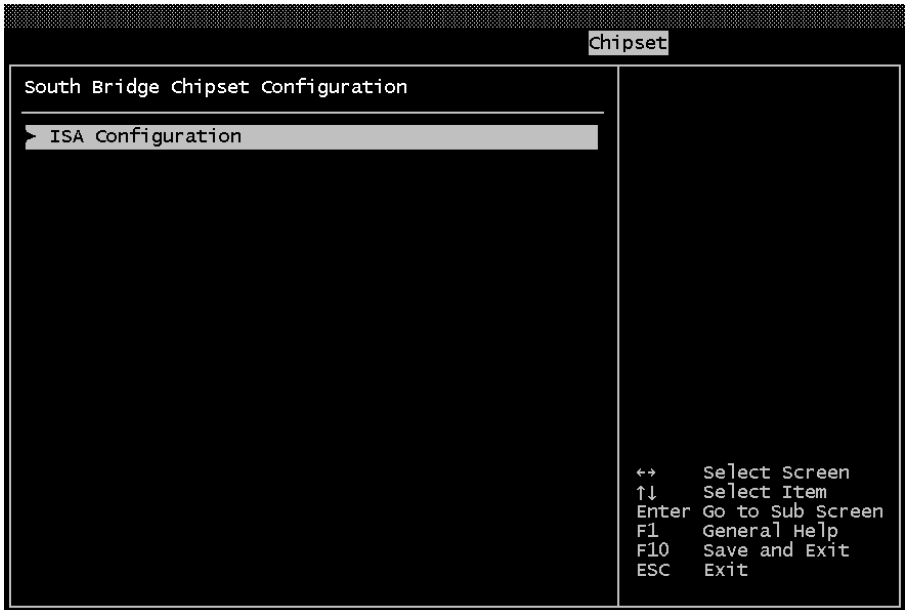 Chipset
South Bridge Chipset Configuration
► ISA Configuration
←→ Select Screen
↑↓ Select Item
Enter Go to Sub Screen
F1 General Help
F10 Save and Exit
ESC Exit